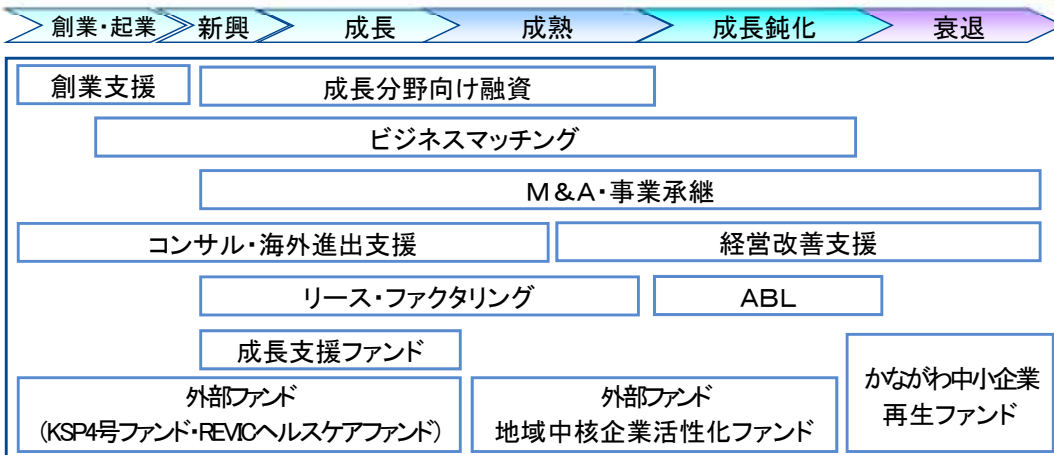 創業・起業
新興
成長
成熟
成長鈍化
衰退
創業支援
成長分野向け融資
ビジネスマッチング
M&A・事業承継
コンサル・海外進出支援
経営改善支援
リース・ファクタリング
ABL
成長支援ファンド
外部ファンド
(KSP4号ファンド・REVICヘルスケアファンド)
外部ファンド
地域中核企業活性化ファンド
かながわ中小企業
再生ファンド